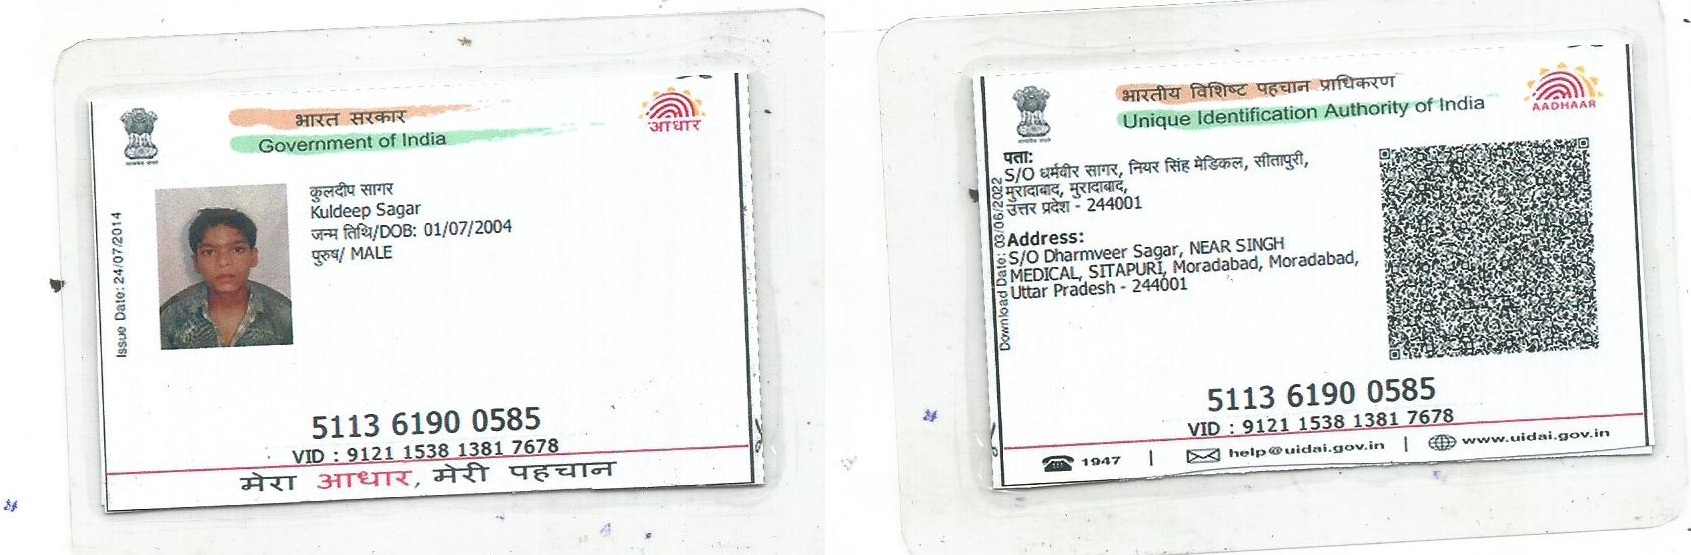 भारत सरकार
Government of India
आधार
Issue Date: 24/07/2014
कुलदीप सागर
Kuldeep Sagar
जन्म तिथि/DOB: 01/07/2004
पुरुष/ MALE
5113 6190 0585
VID : 9121 1538 1381 7678
मेरा आधार, मेरी पहचान
भारतीय विशिष्ट पहचान प्राधिकरण
Unique Identification Authority of India
AADHAAR
Download Date: 03/06/2022
पता:
S/O धर्मवीर सागर, नियर सिंह मेडिकल, सीतापुरी,
मुरादाबाद, मुरादाबाद,
उत्तर प्रदेश - 244001
Address:
S/O Dharmveer Sagar, NEAR SINGH
MEDICAL, SITAPURI, Moradabad, Moradabad,
Uttar Pradesh - 244001
5113 6190 0585
VID : 9121 1538 1381 7678
1947 | help@uidai.gov.in | www.uidai.gov.in